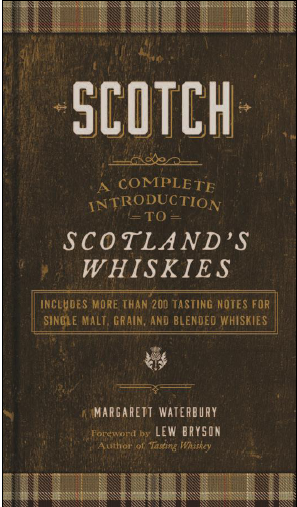 SCOTCH
A COMPLETE
INTRODUCTION
TO
SCOTLAND'S
WHISKIES
INCLUDES MORE THAN 200 TASTING NOTES FOR
SINGLE MALT, GRAIN, AND BLENDED WHISKIES
MARGARETT WATERBURY
Foreword by LEW BRYSON
Author of Tasting Whiskey